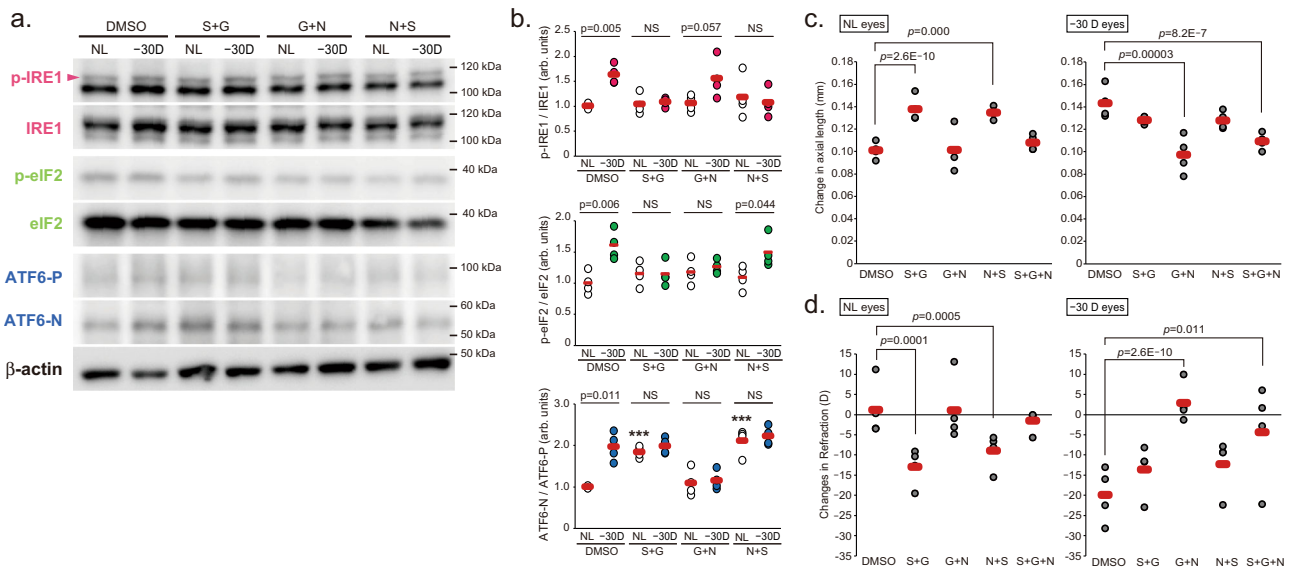 a.
DMSO S+G G+N N+S
NL −30D NL −30D NL −30D NL −30D
p-IRE1
120 kDa
100 kDa
IRE1
120 kDa
100 kDa
p-eIF2
40 kDa
eIF2
40 kDa
ATF6-P
100 kDa
ATF6-N
60 kDa
50 kDa
β-actin
50 kDa
b.
p-IRE1 / IRE1 (arb. units)
p=0.005 NS p=0.057 NS
2.5
2.0
1.5
1.0
0.5
0
NL −30D NL −30D NL −30D NL −30D
DMSO S+G G+N N+S
p-eIF2 / eIF2 (arb. units)
p=0.006 NS NS p=0.044
2.0
1.5
1.0
0.5
0
NL −30D NL −30D NL −30D NL −30D
DMSO S+G G+N N+S
ATF6-N / ATF6-P (arb. units)
p=0.011 NS NS NS
*** ***
3.0
2.0
1.0
0
NL −30D NL −30D NL −30D NL −30D
DMSO S+G G+N N+S
c.
NL eyes
p=0.000
p=2.6E−10
Change in axial length (mm)
0.18
0.16
0.14
0.12
0.10
0.08
0.06
0.04
0.02
0.00
DMSO S+G G+N N+S S+G+N
−30 D eyes
p=8.2E−7
p=0.00003
0.18
0.16
0.14
0.12
0.10
0.08
0.06
0.04
0.02
0.00
DMSO S+G G+N N+S S+G+N
d.
NL eyes
p=0.0005
p=0.0001
Changes in Refraction (D)
15
10
5
0
−5
−10
−15
−20
−25
−30
−35
DMSO S+G G+N N+S S+G+N
−30 D eyes
p=0.011
p=2.6E−10
15
10
5
0
−5
−10
−15
−20
−25
−30
−35
DMSO S+G G+N N+S S+G+N